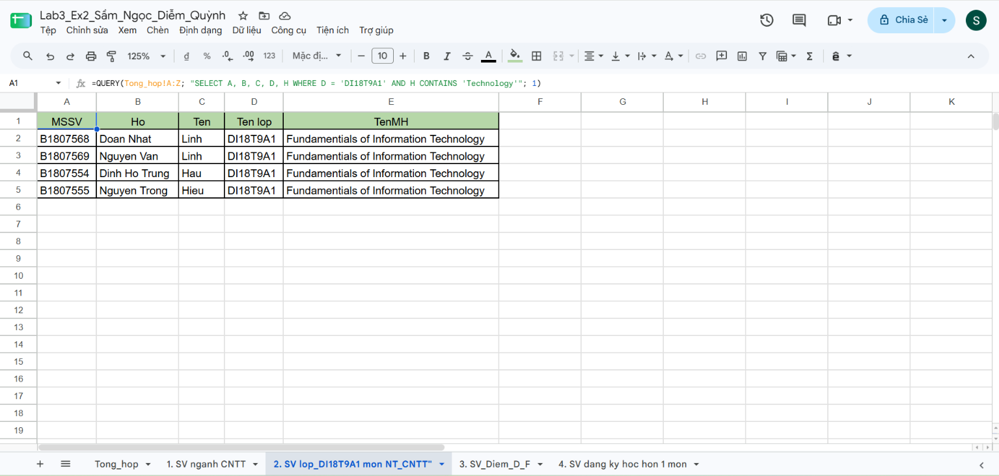 Lab3_Ex2_Sầm_Ngọc_Diễm_Quỳnh
Tệp Chỉnh sửa Xem Chèn Định dạng Dữ liệu Công cụ Tiện ích Trợ giúp
Chia Sẻ
S
125% đ % .0 .00 123 Mặc đị... 10 B I A A Σ ê
A1 fx =QUERY(Tong_hop!A:Z; "SELECT A, B, C, D, H WHERE D = 'DI18T9A1' AND H CONTAINS 'Technology'"; 1)
A B C D E F G H I J K
1 MSSV Ho Ten Ten lop TenMH
2 B1807568 Doan Nhat Linh DI18T9A1 Fundamentials of Information Technology
3 B1807569 Nguyen Van Linh DI18T9A1 Fundamentials of Information Technology
4 B1807554 Dinh Ho Trung Hau DI18T9A1 Fundamentials of Information Technology
5 B1807555 Nguyen Trong Hieu DI18T9A1 Fundamentials of Information Technology
6
7
8
9
10
11
12
13
14
15
16
17
18
19
Tong_hop 1. SV nganh CNTT 2. SV lop_DI18T9A1 mon NT_CNTT" 3. SV_Diem_D_F 4. SV dang ky hoc hon 1 mon